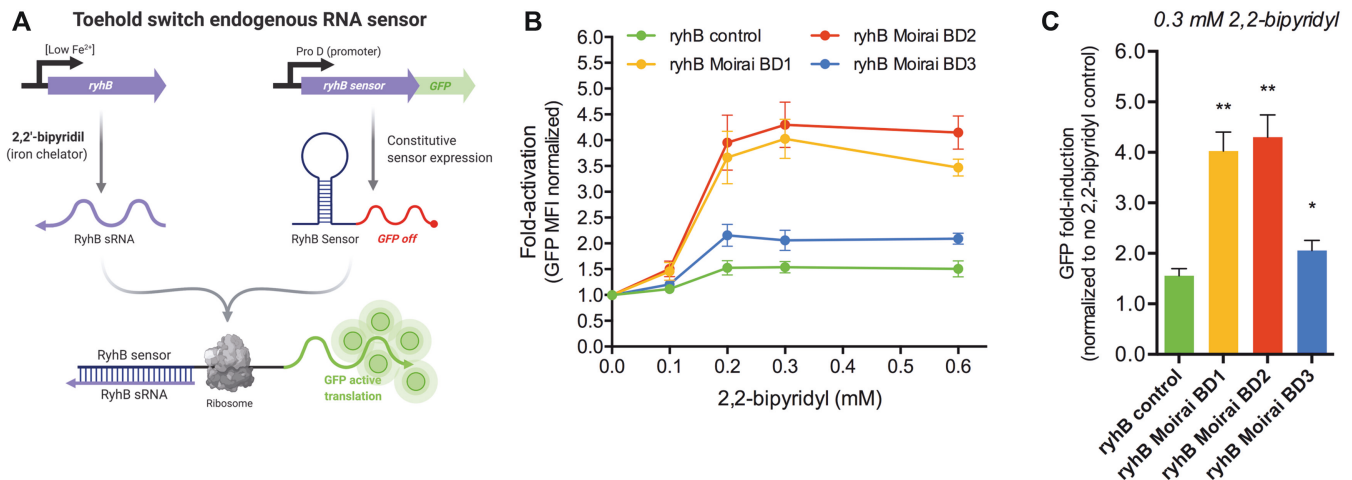 A
Toehold switch endogenous RNA sensor
[Low Fe²⁺]
ryhB
Pro D (promoter)
ryhB sensor
GFP
2,2'-bipyridil
(iron chelator)
Constitutive
sensor expression
RyhB sRNA
RyhB Sensor
GFP off
RyhB sensor
RyhB sRNA
Ribosome
GFP active
translation
B
ryhB control
ryhB Moirai BD1
ryhB Moirai BD2
ryhB Moirai BD3
Fold-activation
(GFP MFI normalized)
6.0
5.5
5.0
4.5
4.0
3.5
3.0
2.5
2.0
1.5
1.0
0.5
0.0
0.0
0.1
0.2
0.3
0.4
0.5
0.6
2,2-bipyridyl (mM)
C
0.3 mM 2,2-bipyridyl
GFP fold-induction
(normalized to no 2,2-bipyridyl control)
6.0
5.0
4.0
3.0
2.0
1.0
0.0
**
**
*
ryhB control
ryhB Moirai BD1
ryhB Moirai BD2
ryhB Moirai BD3